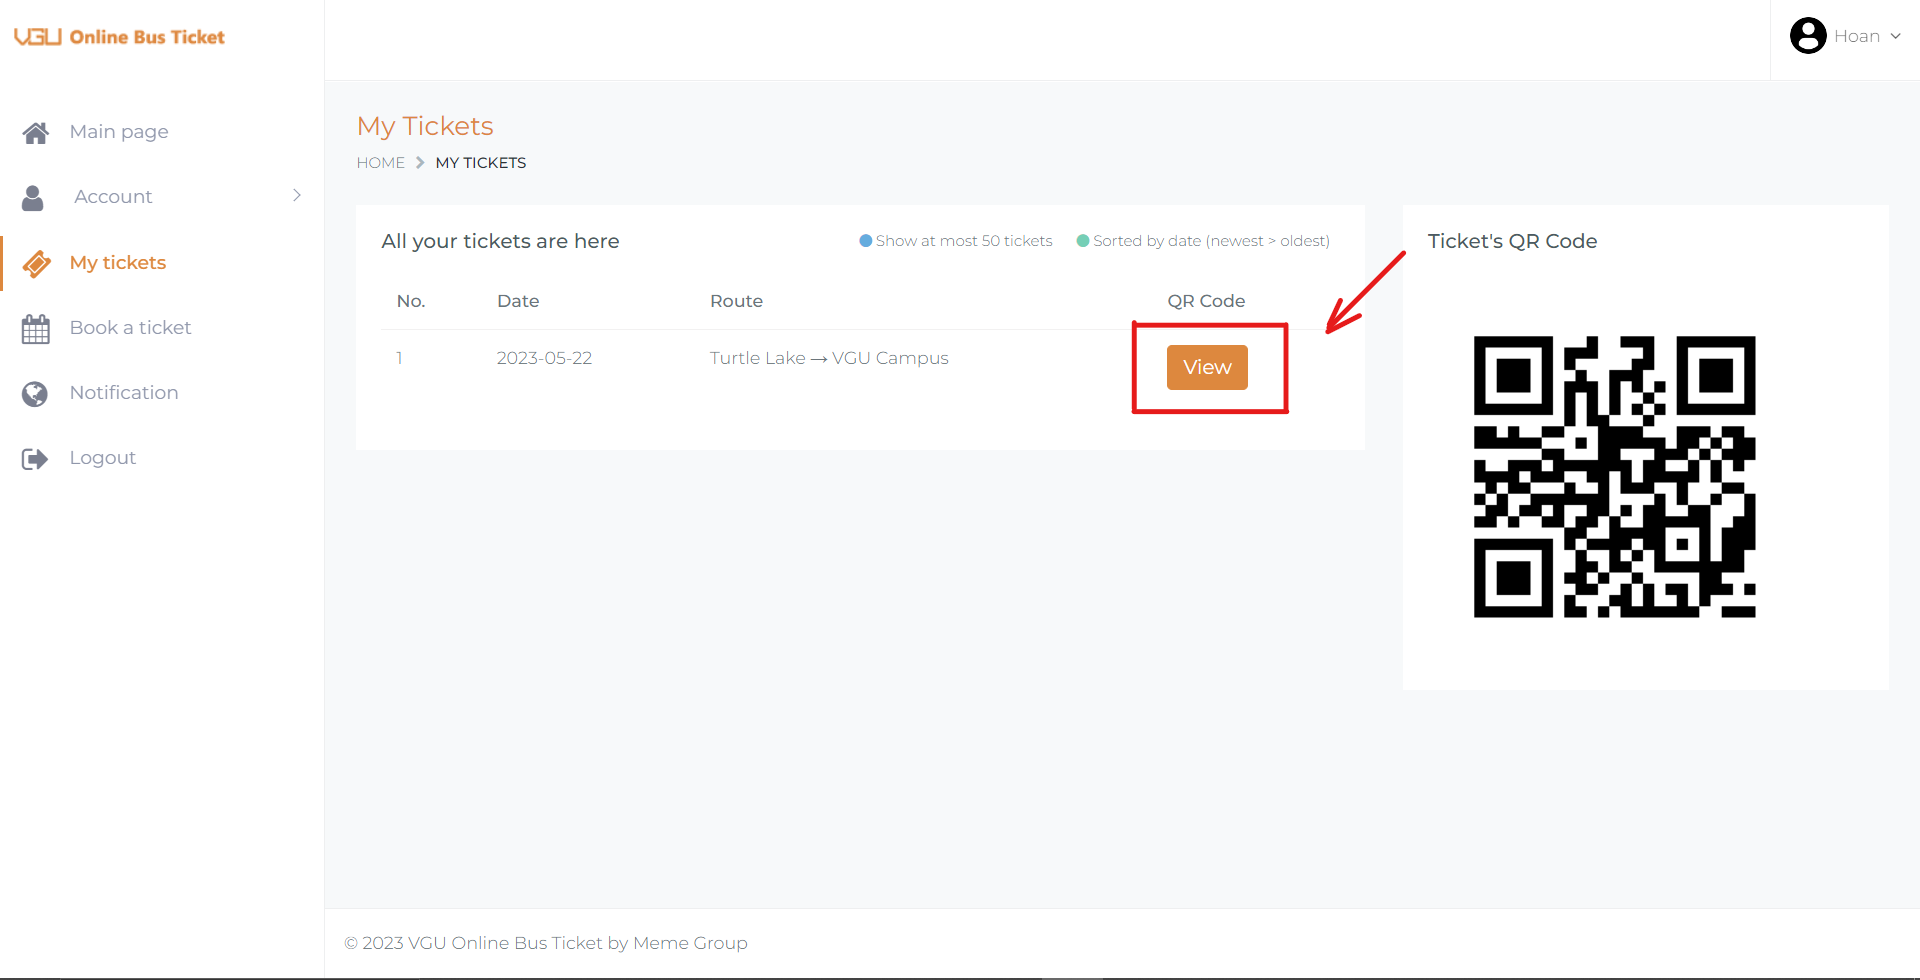 VGU Online Bus Ticket
Hoan
Main page
Account
My tickets
Book a ticket
Notification
Logout
My Tickets
HOME > MY TICKETS
All your tickets are here
Show at most 50 tickets
Sorted by date (newest > oldest)
No. Date Route QR Code
1 2023-05-22 Turtle Lake → VGU Campus View
Ticket's QR Code
© 2023 VGU Online Bus Ticket by Meme Group